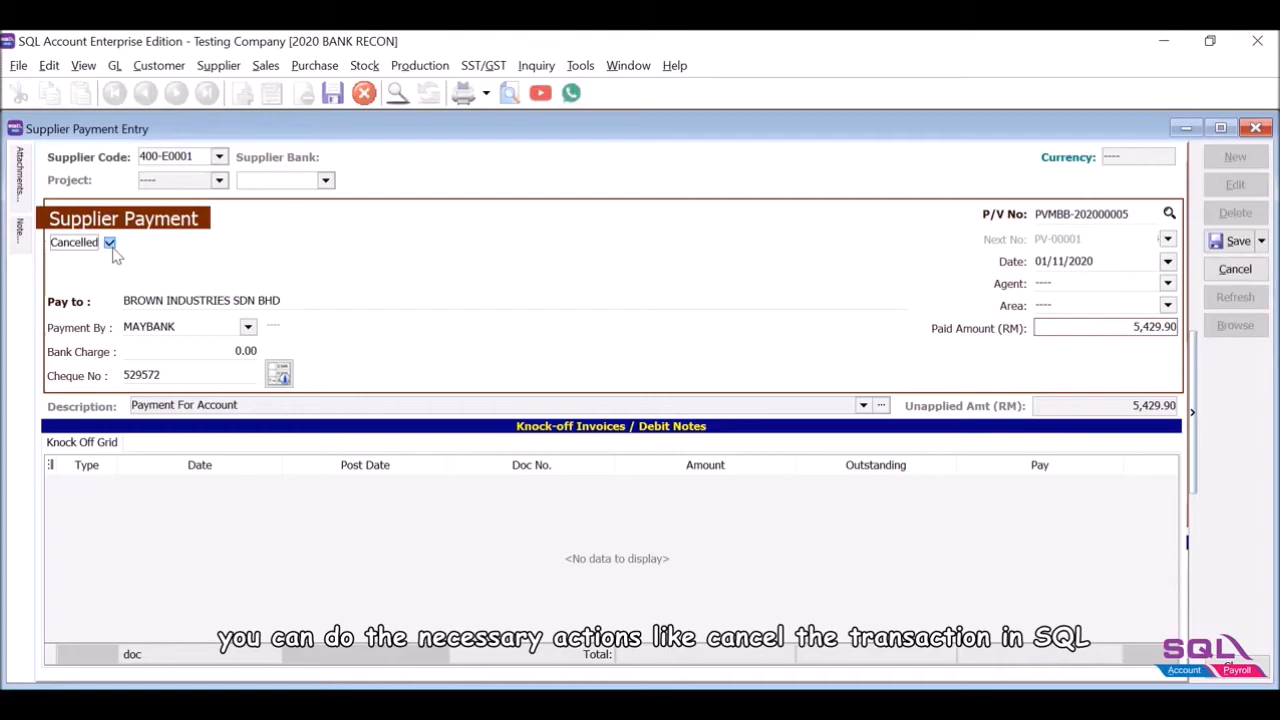 SQL Account Enterprise Edition - Testing Company [2020 BANK RECON]
File Edit View GL Customer Supplier Sales Purchase Stock Production SST/GST Inquiry Tools Window Help
Supplier Payment Entry
Attachments...
Note...
Supplier Code: 400-E0001 Supplier Bank: Currency: ----
Project: ----
New
Edit
Delete
Save
Cancel
Refresh
Browse
Supplier Payment
Cancelled
P/V No: PVMBB-202000005
Next No: PV-00001
Date: 01/11/2020
Agent: ----
Area: ----
Paid Amount (RM): 5,429.90
Pay to : BROWN INDUSTRIES SDN BHD
Payment By : MAYBANK ----
Bank Charge : 0.00
Cheque No : 529572
Description: Payment For Account ... Unapplied Amt (RM): 5,429.90
Knock-off Invoices / Debit Notes
Knock Off Grid
Type Date Post Date Doc No. Amount Outstanding Pay
<No data to display>
you can do the necessary actions like cancel the transaction in SQL
doc Total:
SQL
Account Payroll